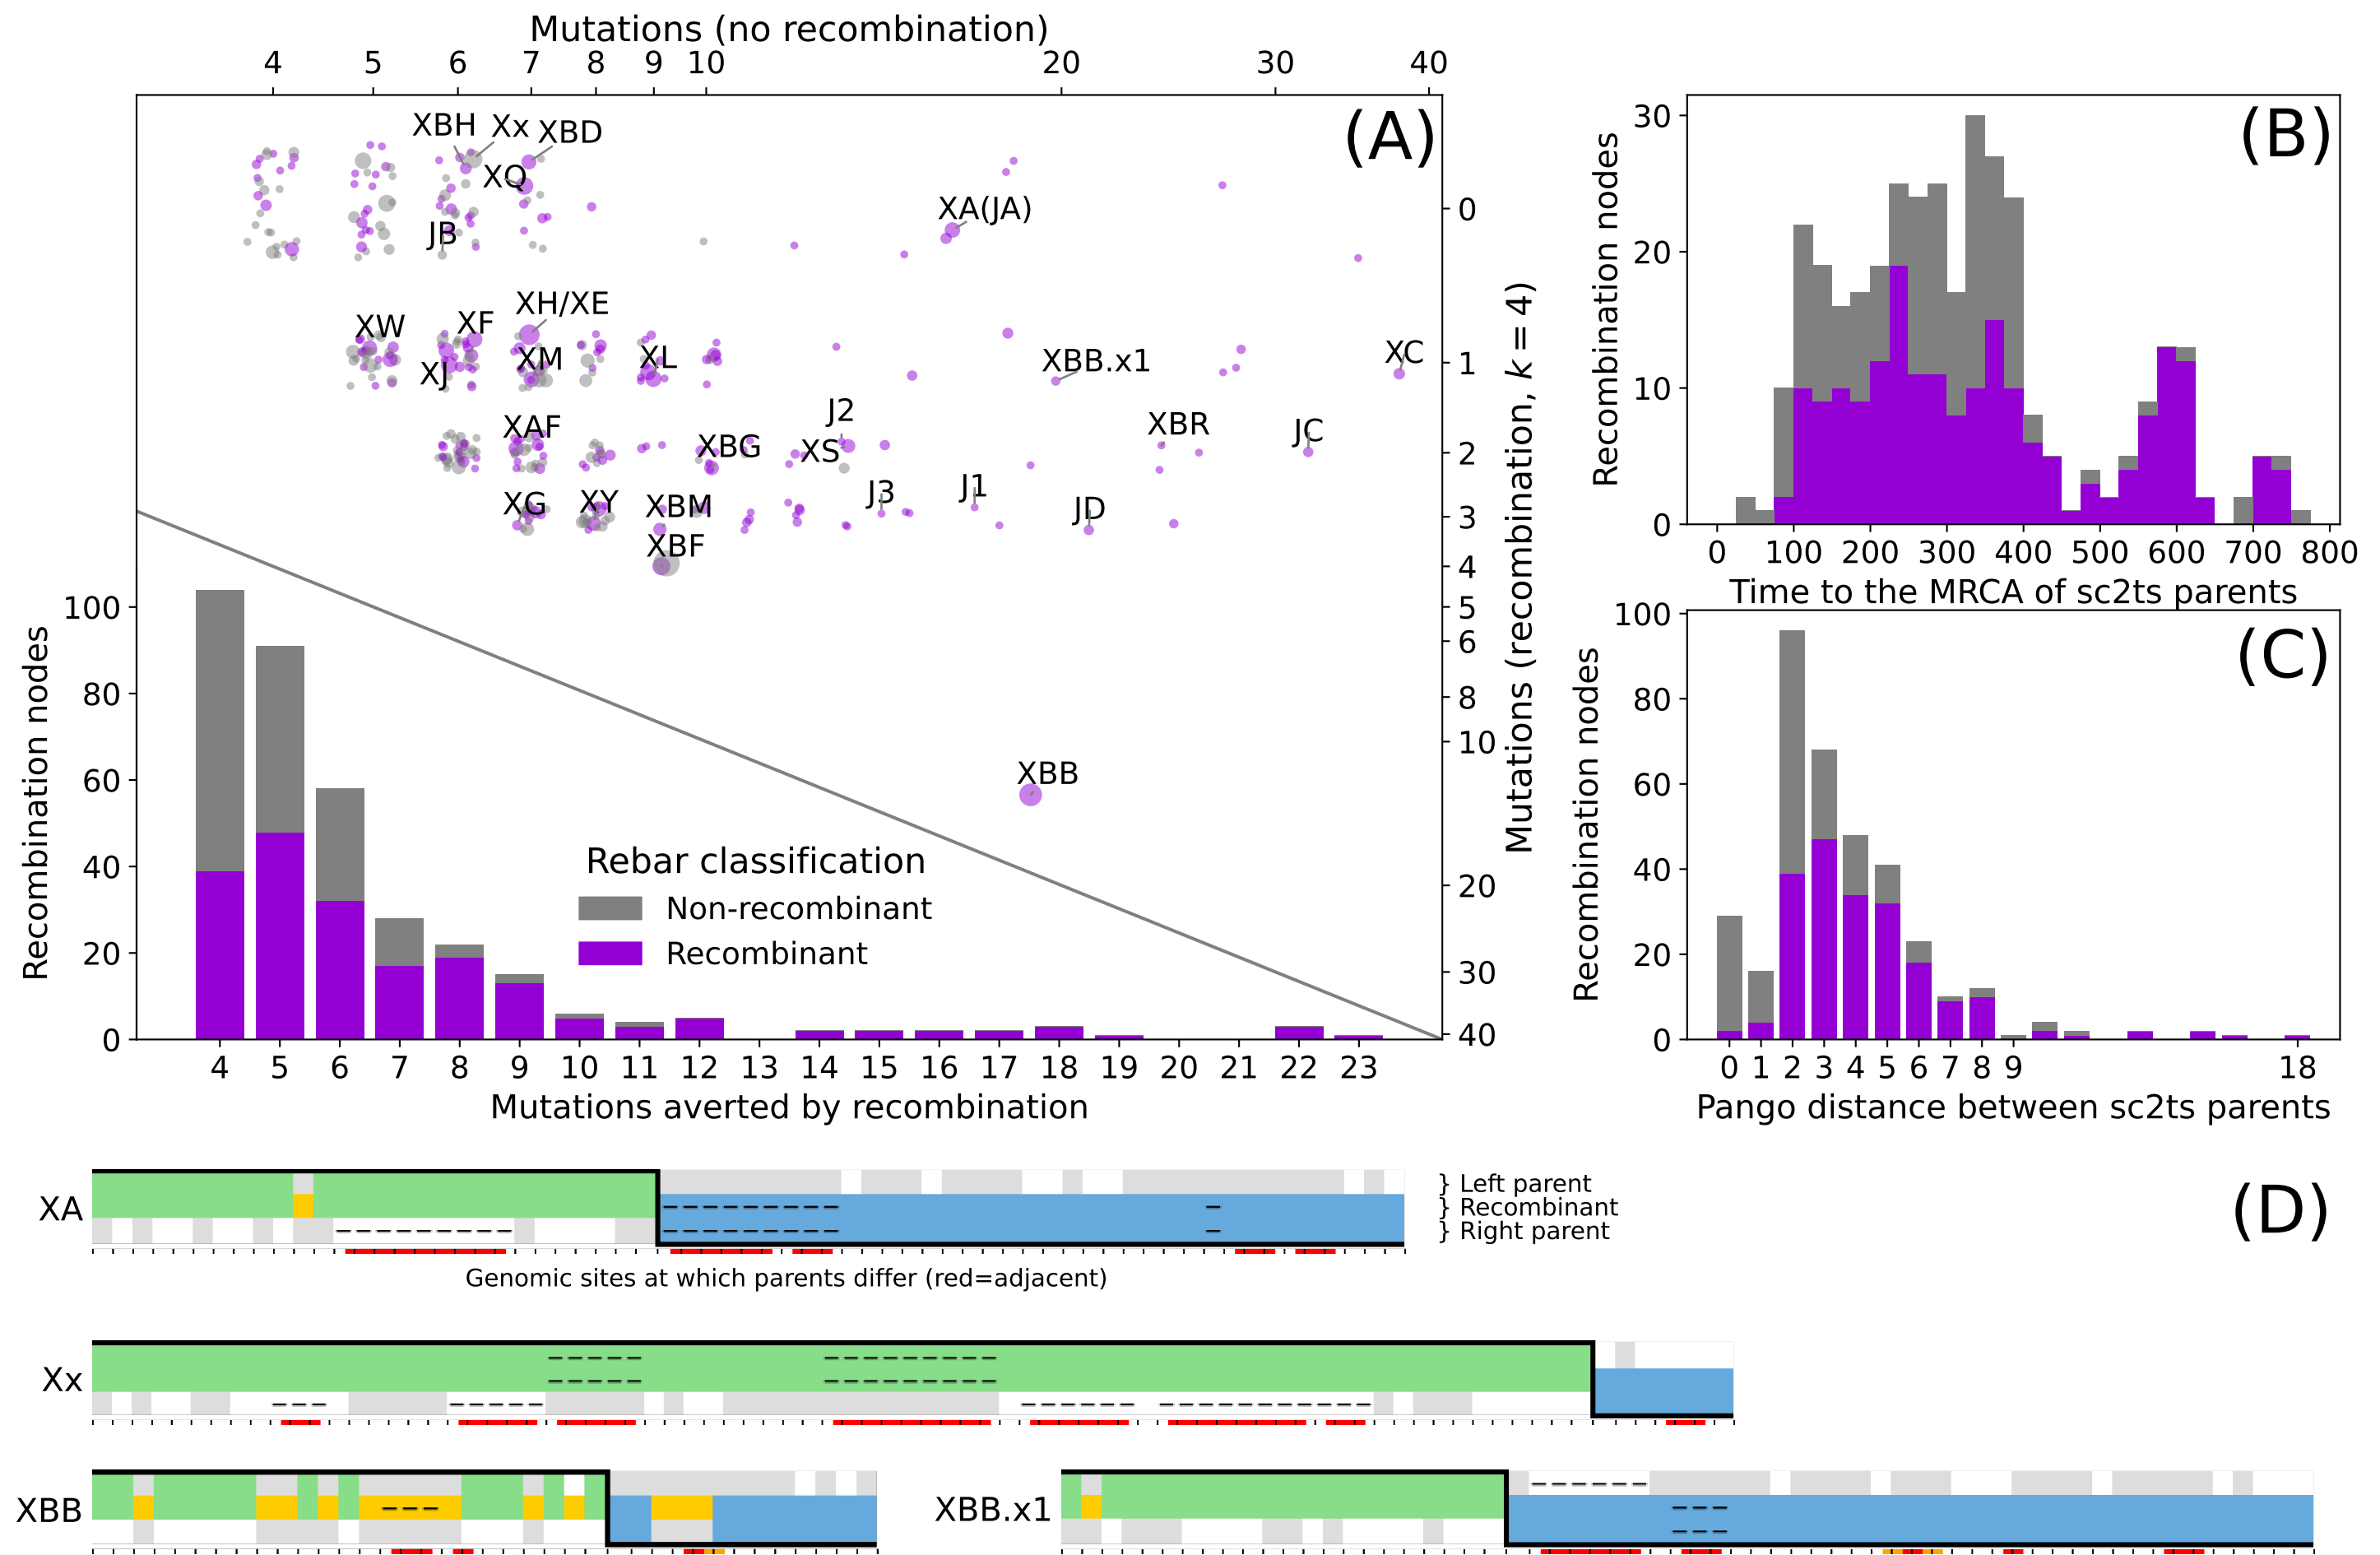 Mutations (no recombination)
4 5 6 7 8 9 10 20 30 40
(A)
XBH Xx XBD
XQ
XA(JA)
JB
XH/XE
XW XF
XM XL XBB.x1 XC
XJ
J2
XAF XBR JC
XBG XS
J3 J1
XG XY XBM JD
XBF
XBB
0
1
2
3
4
5
6
8
10
20
30
40
Mutations (recombination, k = 4)
100
80
60
40
20
0
Recombination nodes
Rebar classification
Non-recombinant
Recombinant
4 5 6 7 8 9 10 11 12 13 14 15 16 17 18 19 20 21 22 23
Mutations averted by recombination
(B)
30
20
10
0
Recombination nodes
0 100 200 300 400 500 600 700 800
Time to the MRCA of sc2ts parents
(C)
100
80
60
40
20
0
Recombination nodes
0 1 2 3 4 5 6 7 8 9 18
Pango distance between sc2ts parents
(D)
XA
} Left parent
} Recombinant
} Right parent
Genomic sites at which parents differ (red=adjacent)
Xx
XBB
XBB.x1